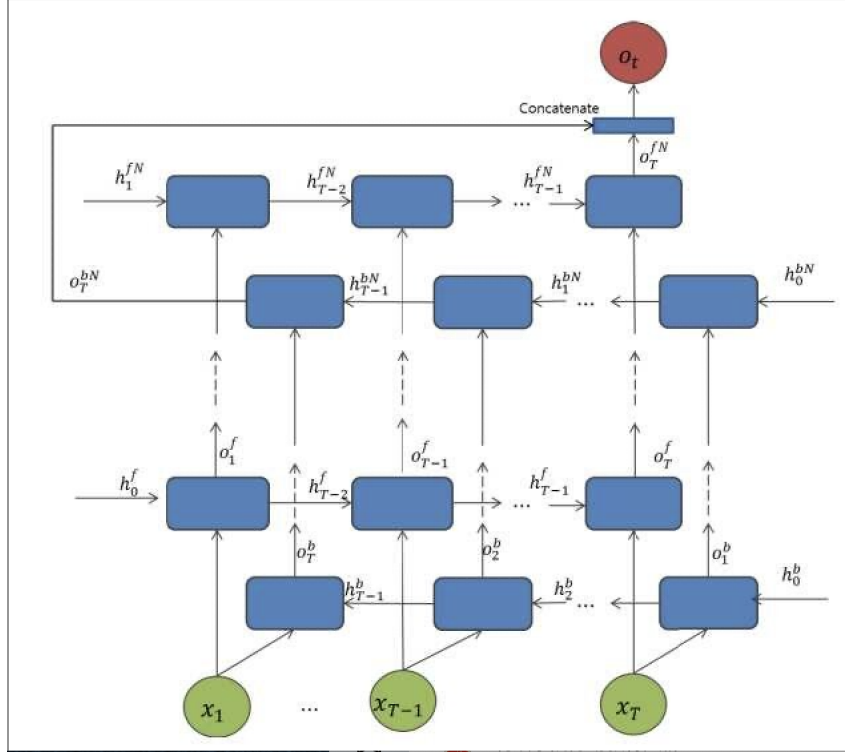 o_t
Concatenate
o_T^{fN}
h_1^{fN} h_{T-2}^{fN} h_{T-1}^{fN}
...
o_T^{bN} h_{T-1}^{bN} h_1^{bN} ... h_0^{bN}
o_1^f o_{T-1}^f o_T^f
h_0^f h_{T-2}^f h_{T-1}^f
...
o_T^b o_2^b o_1^b
h_{T-1}^b h_2^b ... h_0^b
x_1 ... x_{T-1} x_T